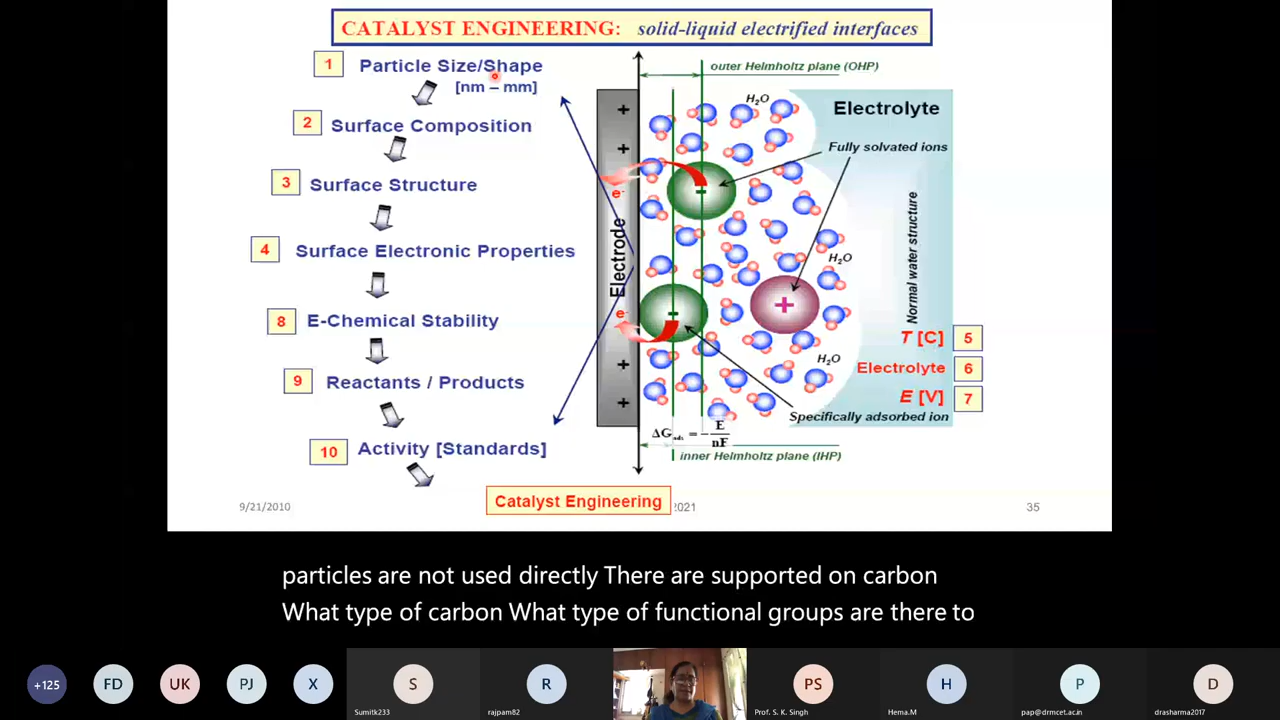 CATALYST ENGINEERING: solid-liquid electrified interfaces
1 Particle Size/Shape
[nm – mm]
2 Surface Composition
3 Surface Structure
4 Surface Electronic Properties
8 E-Chemical Stability
9 Reactants / Products
10 Activity [Standards]
Catalyst Engineering
outer Helmholtz plane (OHP)
H₂O
Electrolyte
Fully solvated ions
+
+
e-
-
Electrode
Normal water structure
H₂O
+
e-
-
T [C] 5
H₂O
Electrolyte 6
+
E [V] 7
+
Specifically adsorbed ion
ΔG = – E
nF
inner Helmholtz plane (IHP)
9/21/2010
2021
35
particles are not used directly There are supported on carbon
What type of carbon What type of functional groups are there to
+125
FD
UK
PJ
X
S
Sumitk233
R
rajpam82
PS
Prof. S. K. Singh
H
Hema.M
P
pap@drmcet.ac.in
D
drasharma2017